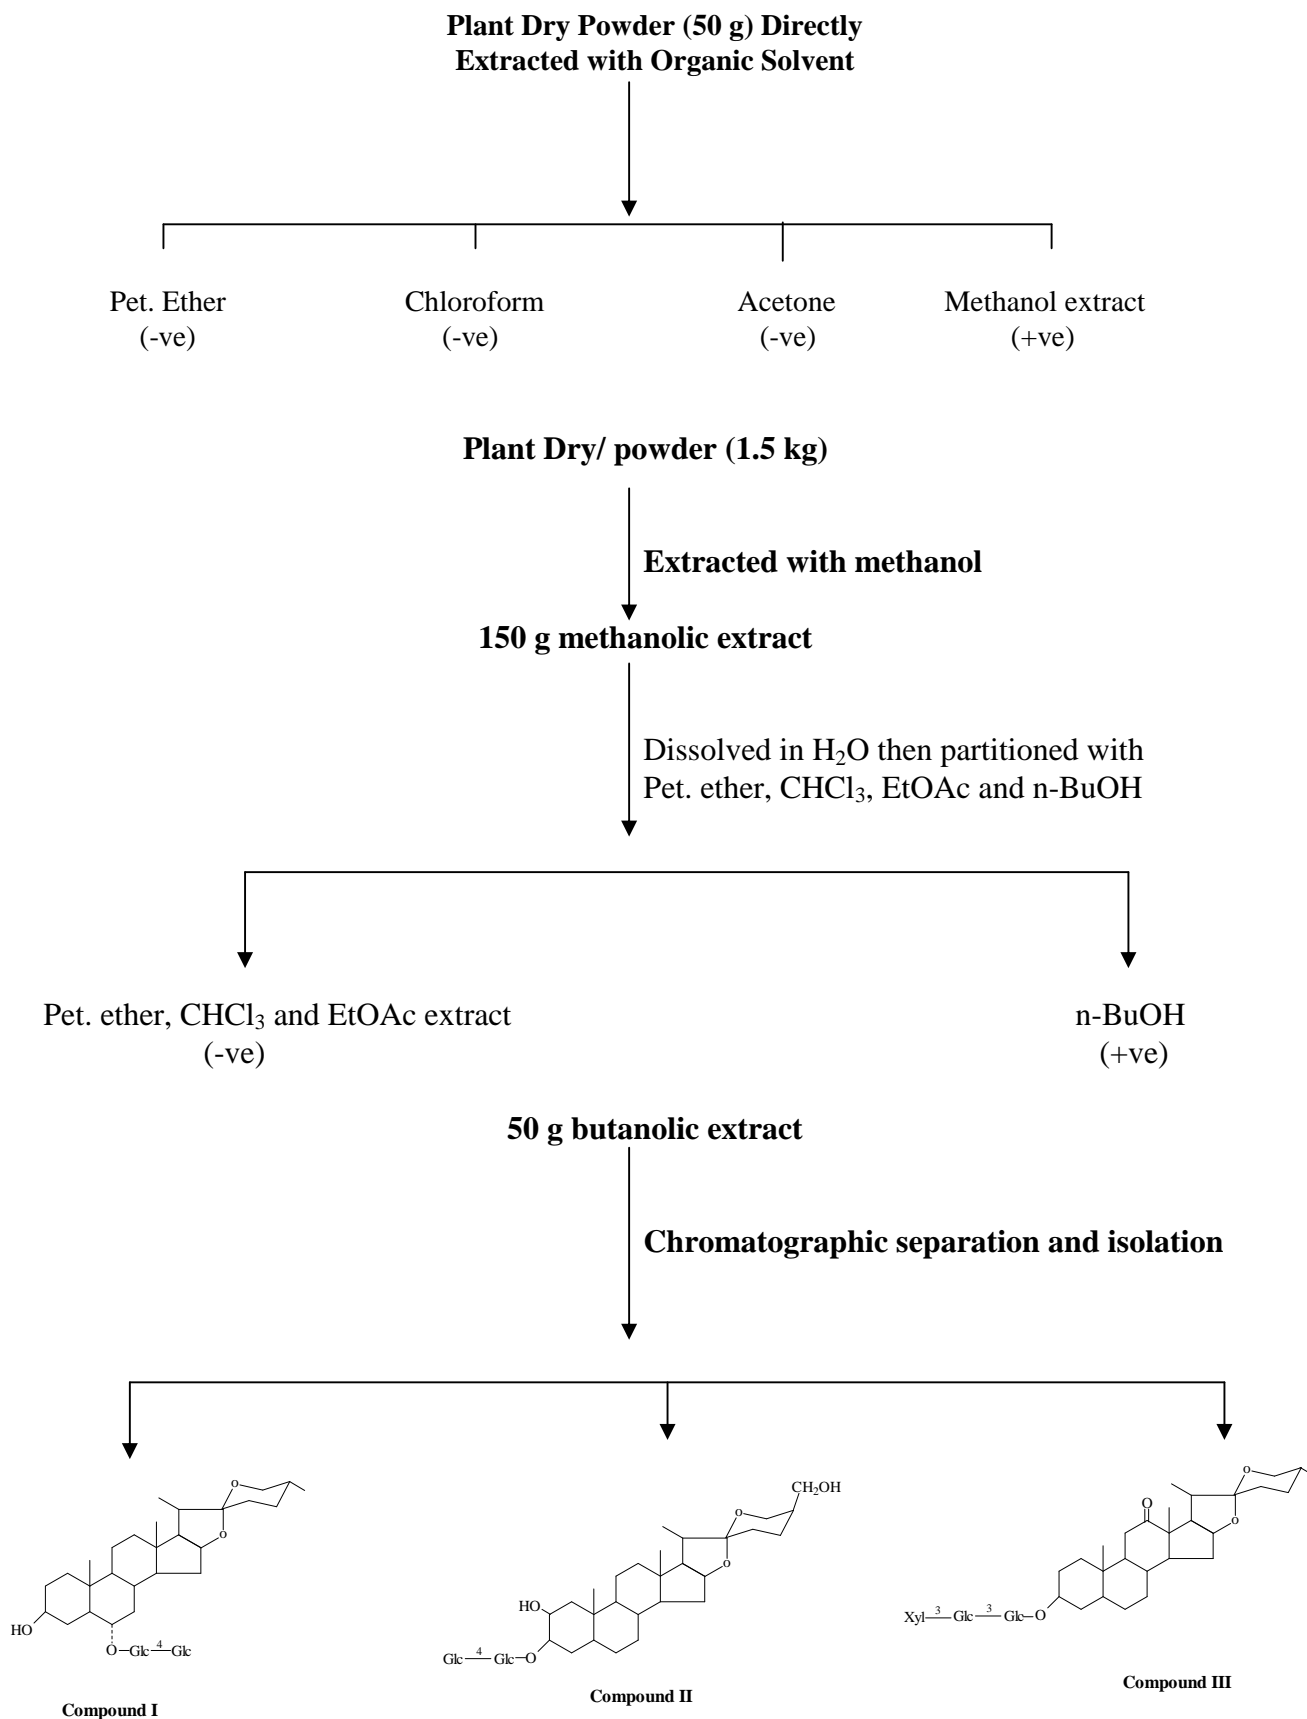 Plant Dry Powder (50 g) Directly
Extracted with Organic Solvent
Pet. Ether
(-ve)
Chloroform
(-ve)
Acetone
(-ve)
Methanol extract
(+ve)
Plant Dry/ powder (1.5 kg)
Extracted with methanol
150 g methanolic extract
Dissolved in H₂O then partitioned with
Pet. ether, CHCl₃, EtOAc and n-BuOH
Pet. ether, CHCl₃ and EtOAc extract
(-ve)
n-BuOH
(+ve)
50 g butanolic extract
Chromatographic separation and isolation
O
O
HO
O—Glc—4—Glc
Compound I
CH₂OH
O
O
HO
Glc—4—Glc—O
Compound II
O
O
O
Xyl—3—Glc—3—Glc—O
Compound III